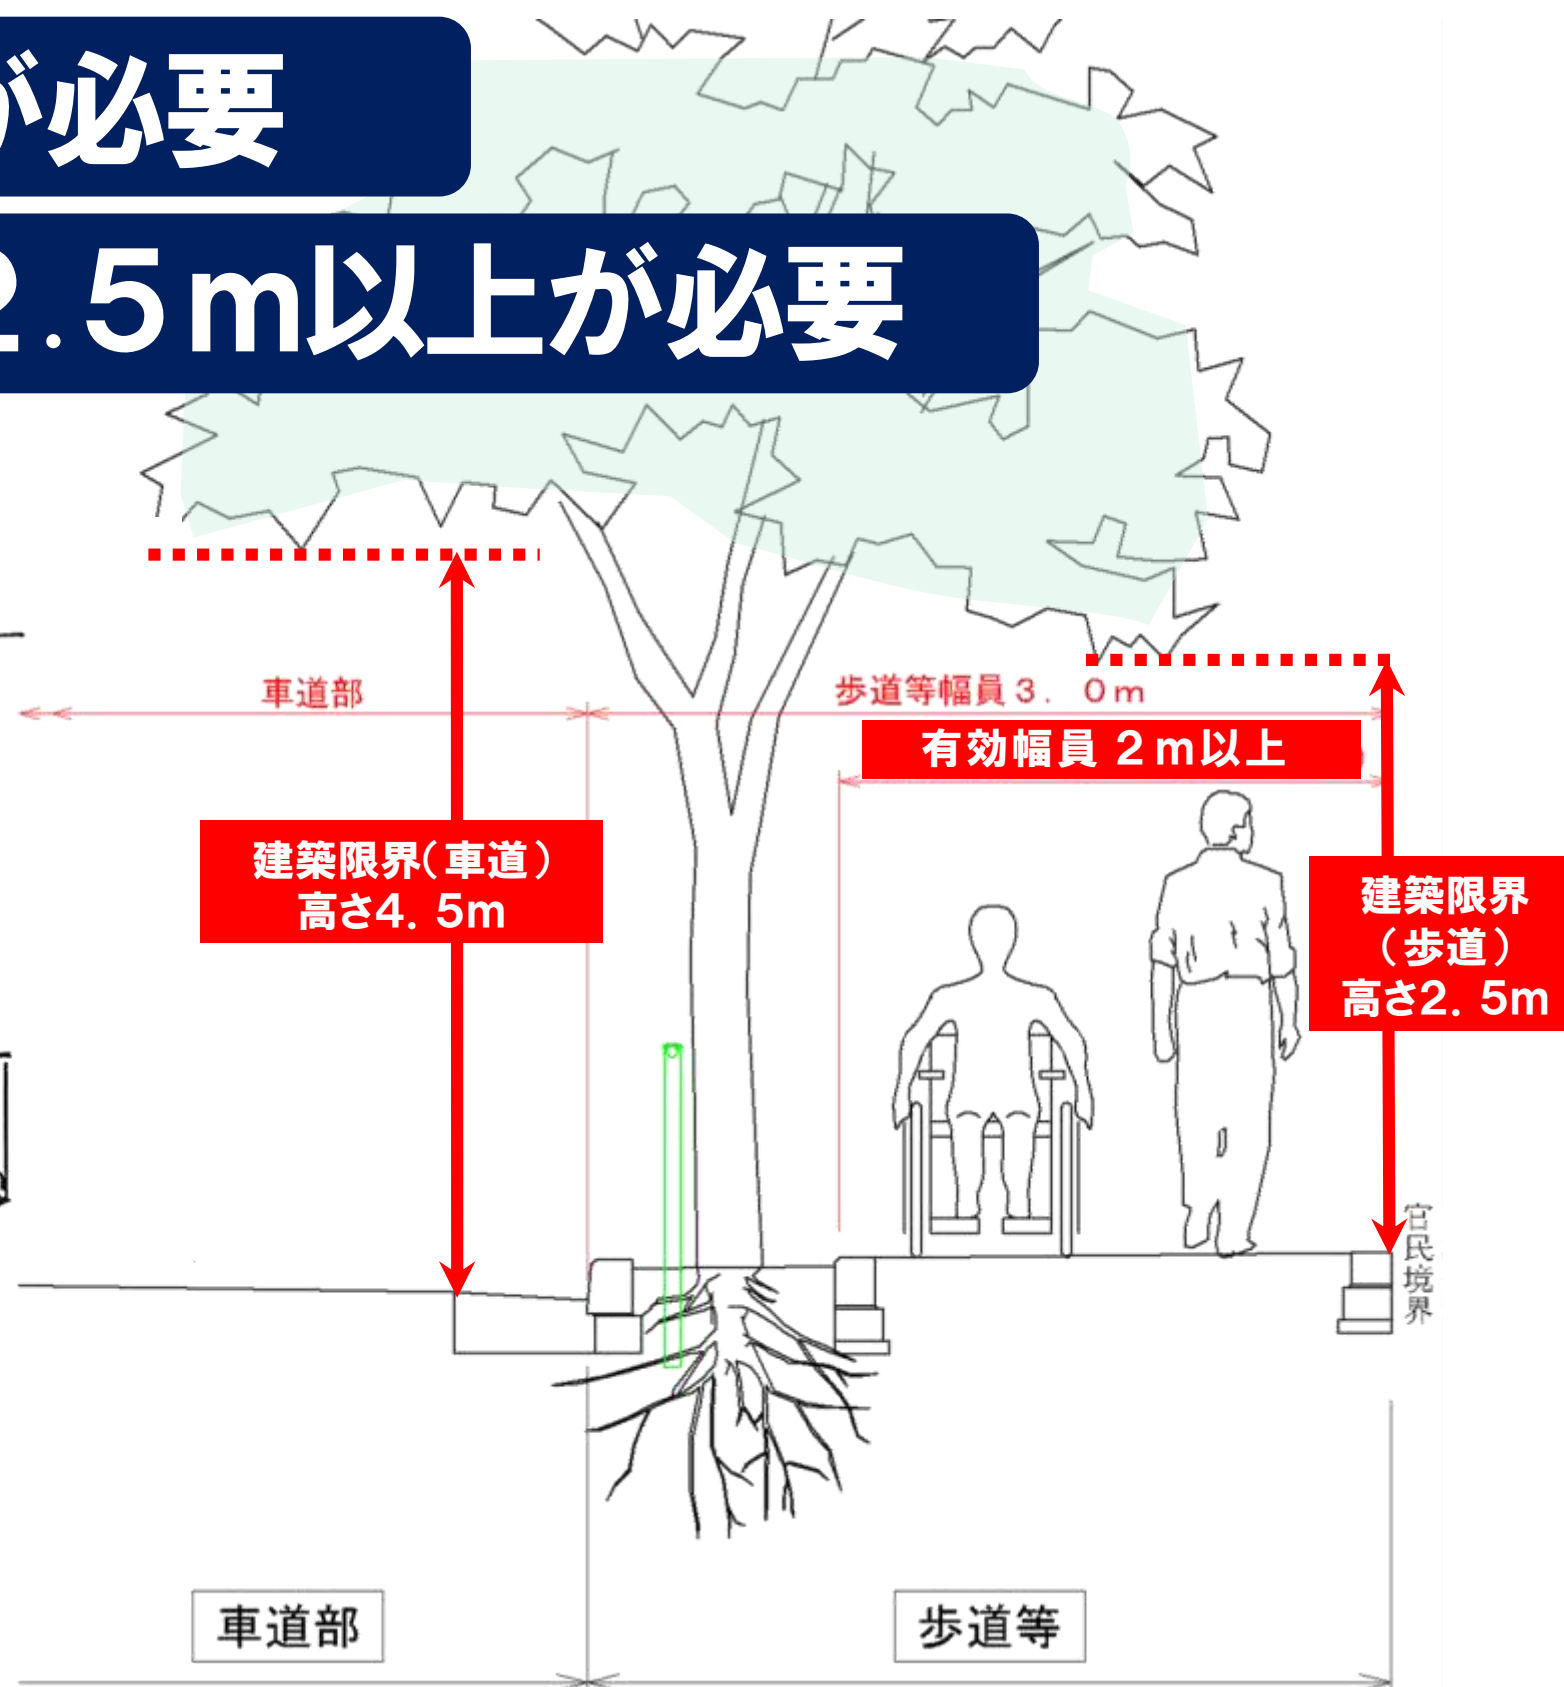 が必要
2.5m以上が必要
車道部
歩道等幅員３．０ｍ
有効幅員 2m以上
建築限界(車道)
高さ4.5m
建築限界
(歩道)
高さ2.5m
官民境界
車道部
歩道等